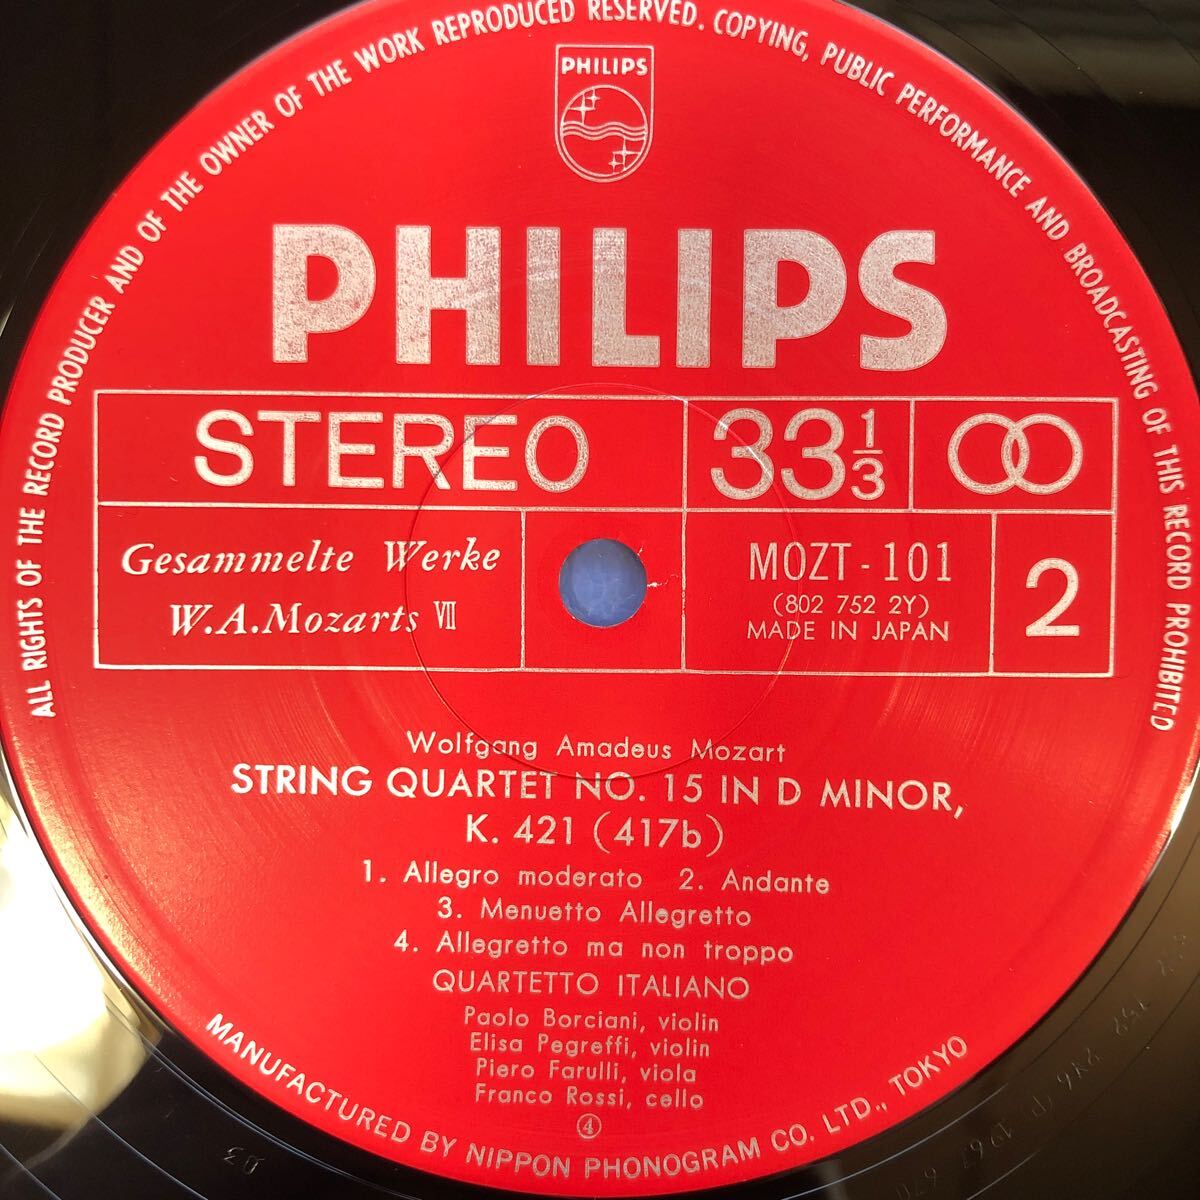 ALL RIGHTS OF THE RECORD PRODUCER AND OF THE OWNER OF THE WORK REPRODUCED RESERVED. COPYING, PUBLIC PERFORMANCE AND BROADCASTING OF THIS RECORD PROHIBITED
PHILIPS
PHILIPS
STEREO
33 1/3
Gesammelte Werke
W.A.Mozarts VII
MOZT-101
(802 752 2Y)
MADE IN JAPAN
2
Wolfgang Amadeus Mozart
STRING QUARTET NO. 15 IN D MINOR,
K. 421 (417b)
1. Allegro moderato 2. Andante
3. Menuetto Allegretto
4. Allegretto ma non troppo
QUARTETTO ITALIANO
Paolo Borciani, violin
Elisa Pegreffi, violin
Piero Farulli, viola
Franco Rossi, cello
④
MANUFACTURED BY NIPPON PHONOGRAM CO. LTD., TOKYO